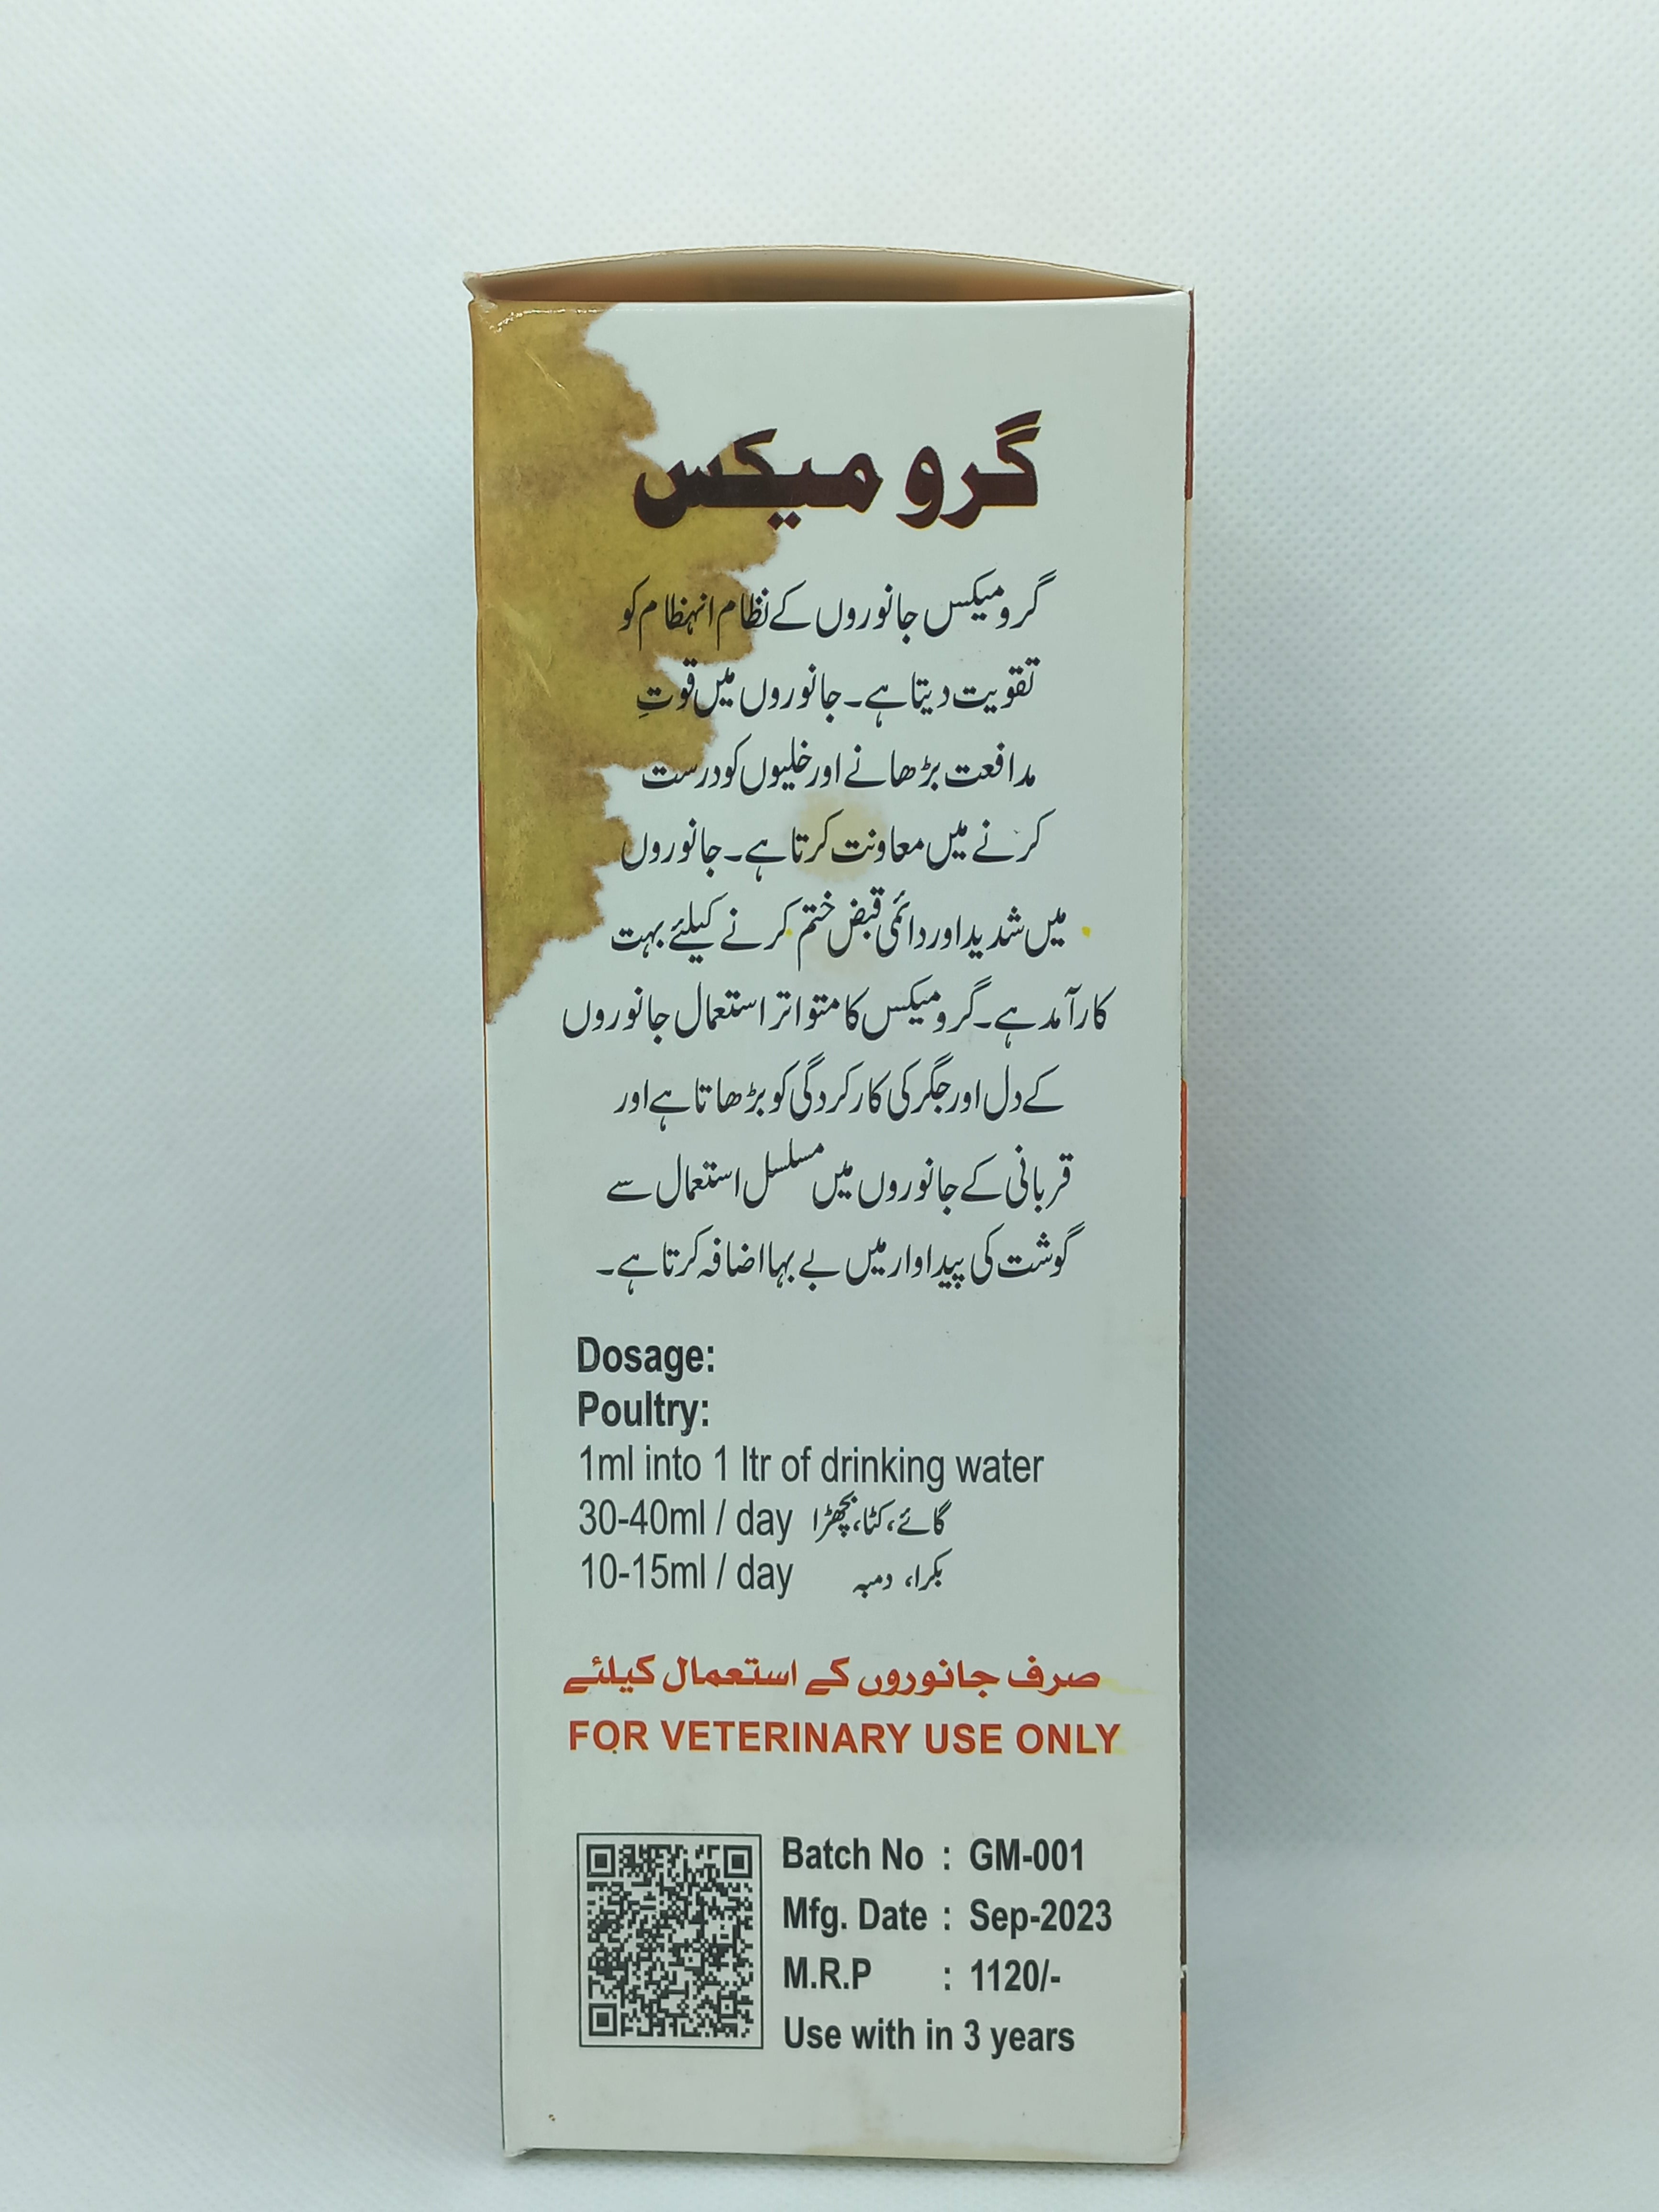 گرو میکس
گرومیکس جانوروں کے نظام انہظام کو
تقویت دیتا ہے۔ جانوروں میں قوتِ
مدافعت بڑھانے اور خلیوں کو درست
کرنے میں معاونت کرتا ہے۔ جانوروں
میں شدید اور دائمی قبض ختم کرنے کیلئے بہت
کارآمد ہے۔ گرومیکس کا متواتر استعمال جانوروں
کے دل اور جگر کی کارکردگی کو بڑھاتا ہے اور
قربانی کے جانوروں میں مسلسل استعمال سے
گوشت کی پیداوار میں بے بہا اضافہ کرتا ہے۔
Dosage:
Poultry:
1ml into 1 ltr of drinking water
30-40ml / day گائے، کٹا، بچھڑا
10-15ml / day بکرا، دمبہ
صرف جانوروں کے استعمال کیلئے
FOR VETERINARY USE ONLY
Batch No : GM-001
Mfg. Date : Sep-2023
M.R.P : 1120/-
Use with in 3 years